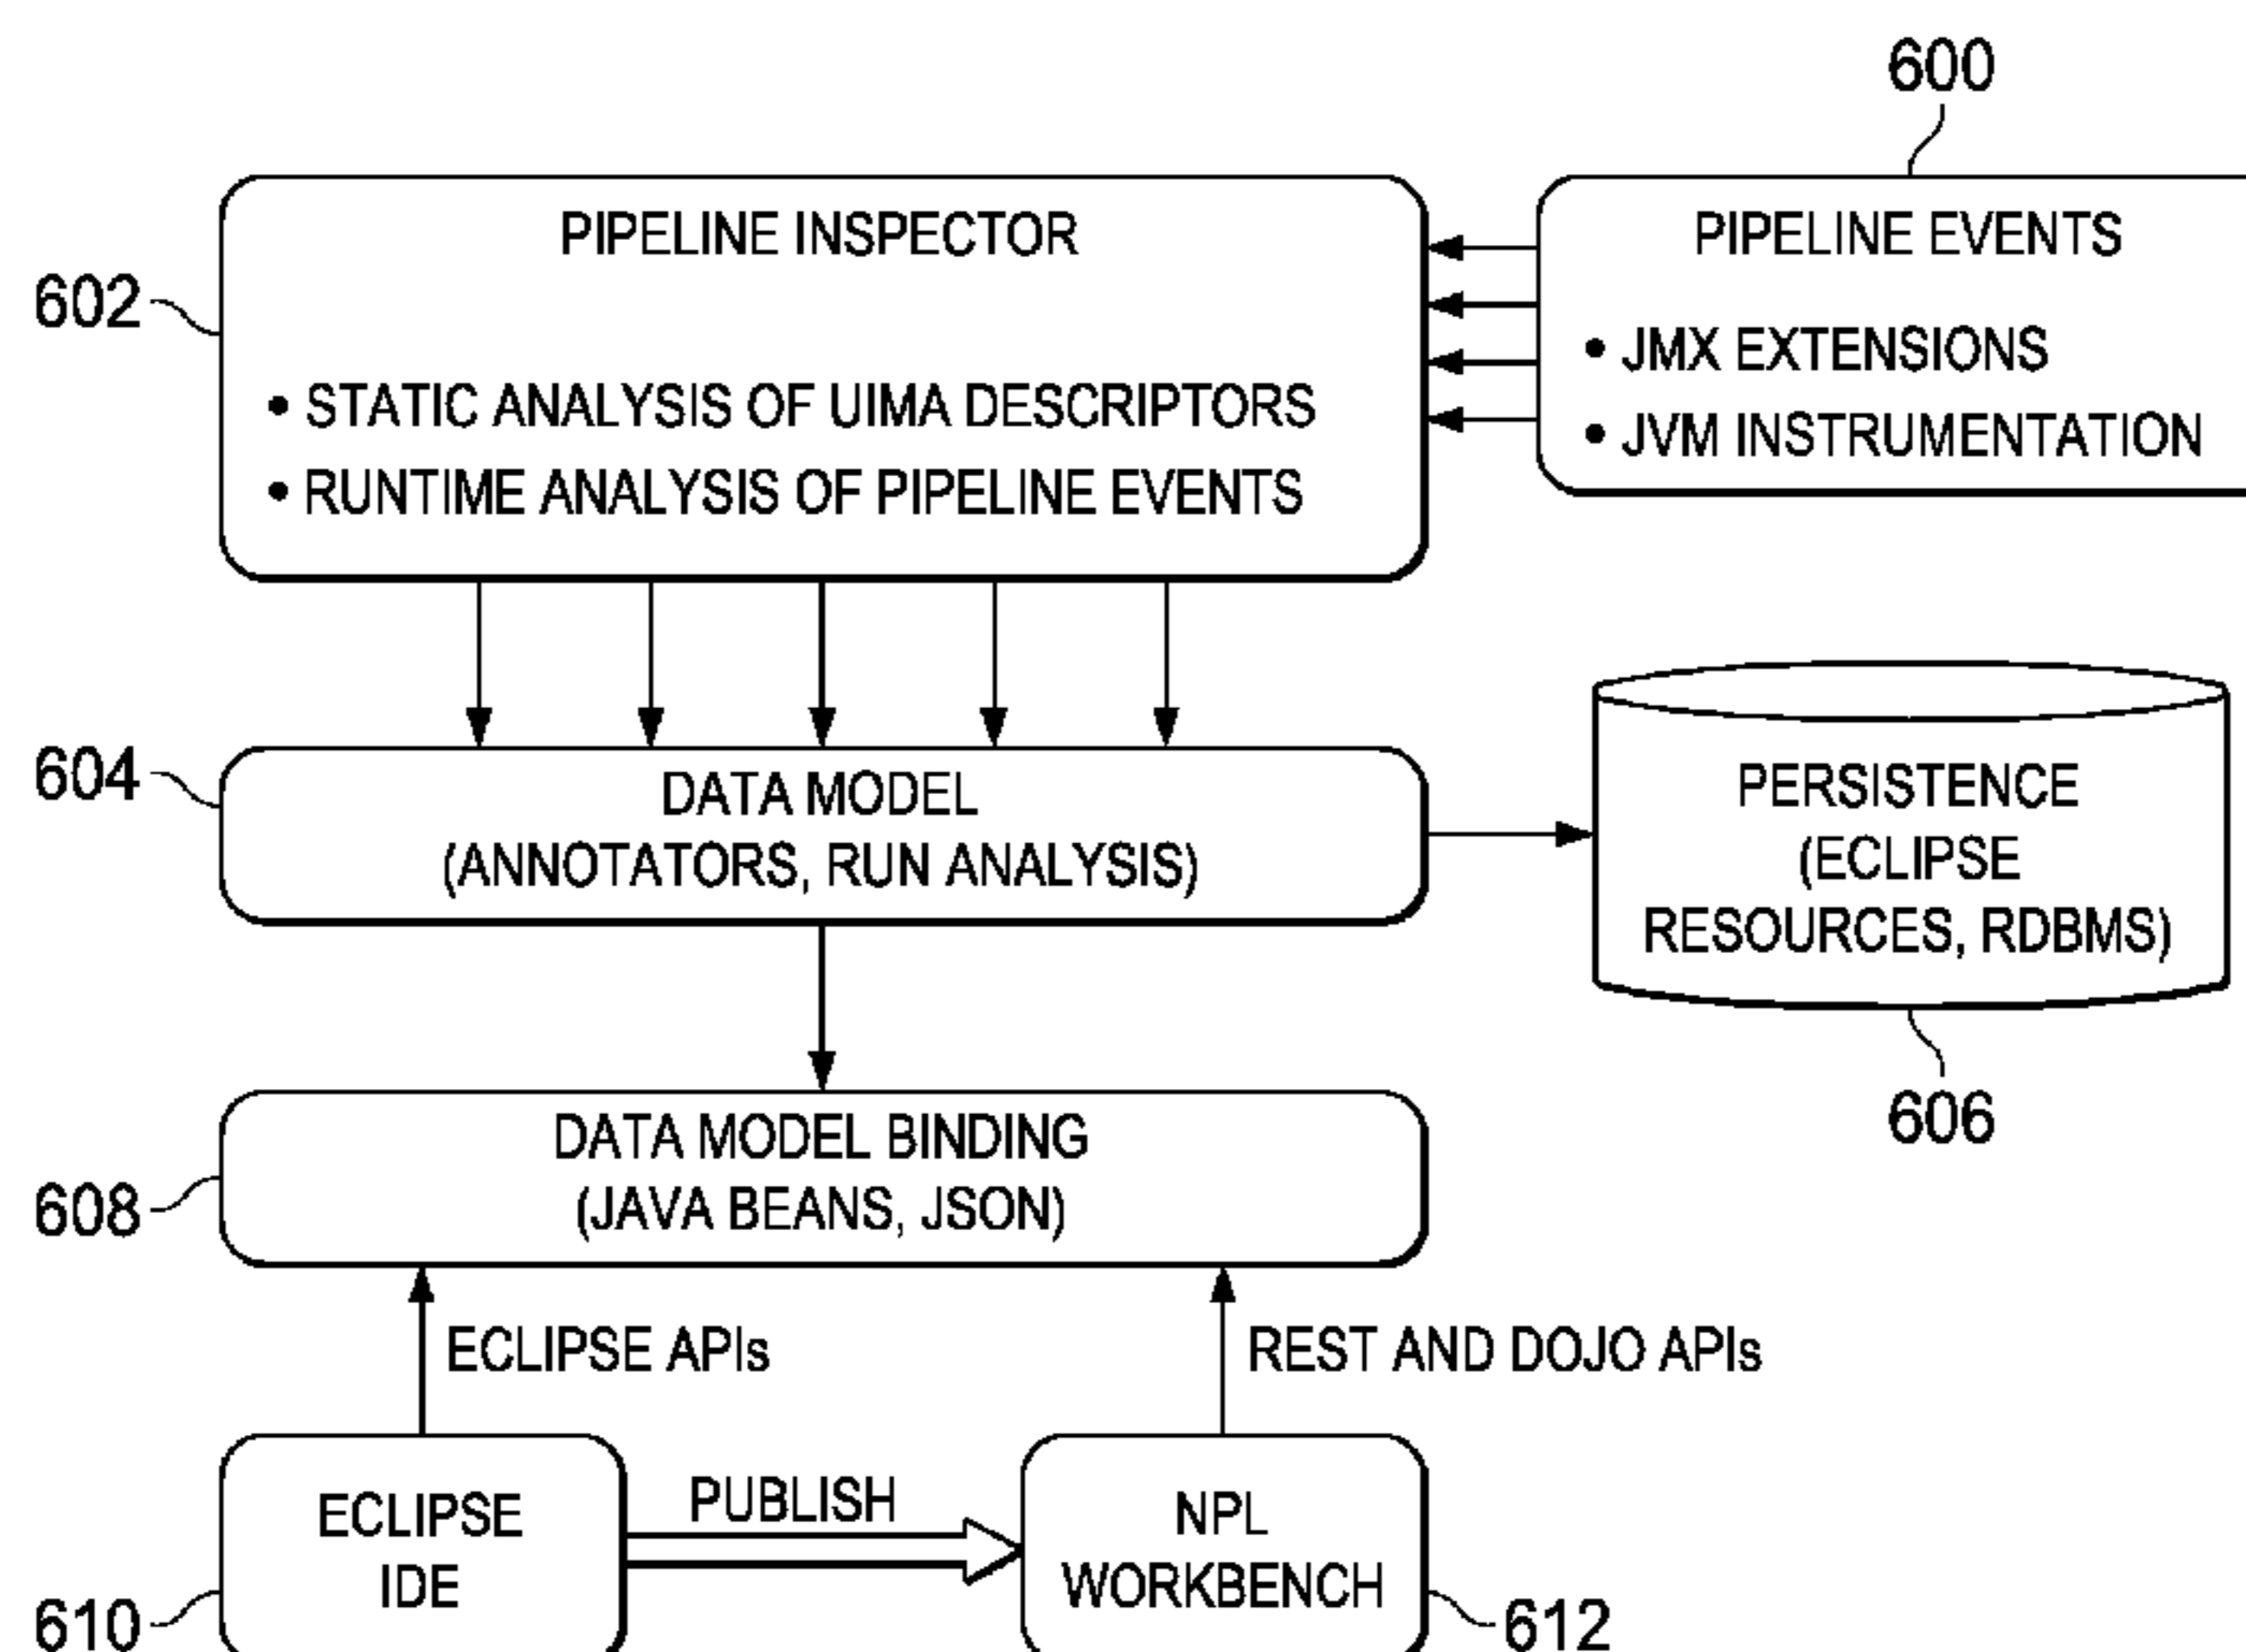 600
PIPELINE INSPECTOR
602
• STATIC ANALYSIS OF UIMA DESCRIPTORS
• RUNTIME ANALYSIS OF PIPELINE EVENTS
PIPELINE EVENTS
• JMX EXTENSIONS
• JVM INSTRUMENTATION
604
DATA MODEL
(ANNOTATORS, RUN ANALYSIS)
PERSISTENCE
(ECLIPSE
RESOURCES, RDBMS)
606
608
DATA MODEL BINDING
(JAVA BEANS, JSON)
ECLIPSE APIs
REST AND DOJO APIs
ECLIPSE
IDE
610
PUBLISH
NPL
WORKBENCH
612